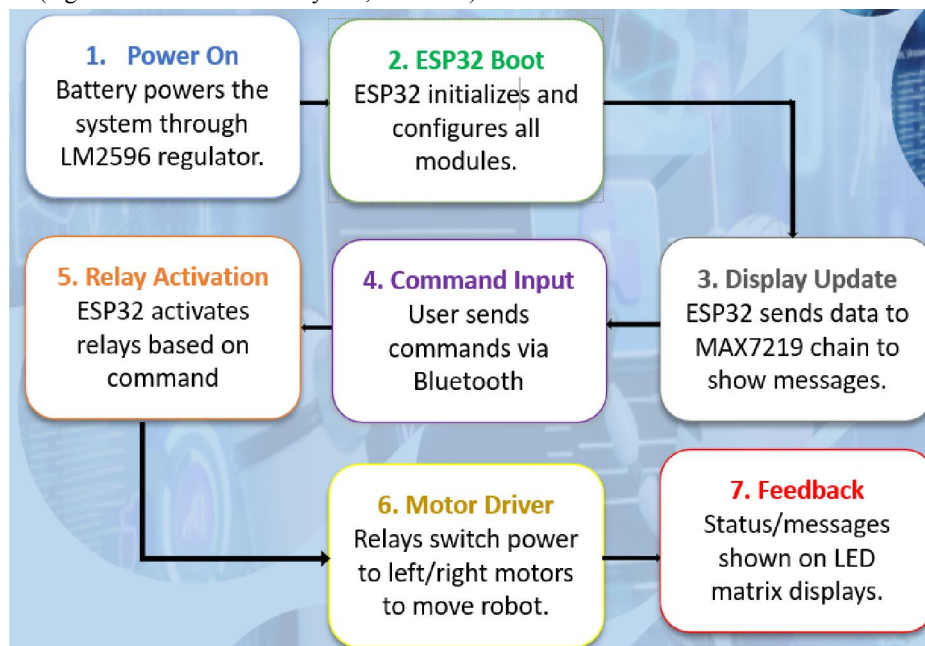 1. Power On
Battery powers the
system through
LM2596 regulator.
2. ESP32 Boot
ESP32 initializes and
configures all
modules.
3. Display Update
ESP32 sends data to
MAX7219 chain to
show messages.
4. Command Input
User sends
commands via
Bluetooth
5. Relay Activation
ESP32 activates
relays based on
command
6. Motor Driver
Relays switch power
to left/right motors
to move robot.
7. Feedback
Status/messages
shown on LED
matrix displays.